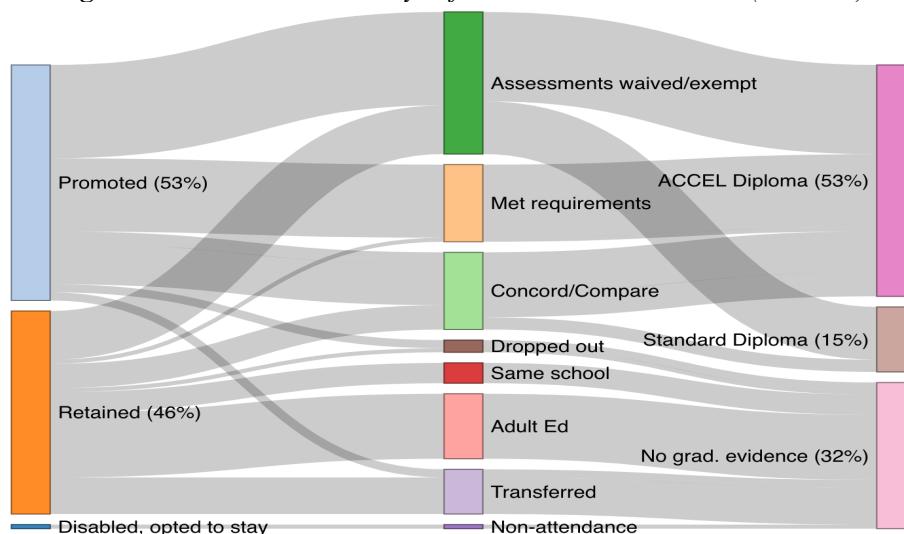 Assessments waived/exempt
Promoted (53%)
ACCEL Diploma (53%)
Met requirements
Concord/Compare
Dropped out
Standard Diploma (15%)
Same school
Retained (46%)
Adult Ed
No grad. evidence (32%)
Transferred
Disabled, opted to stay
Non-attendance